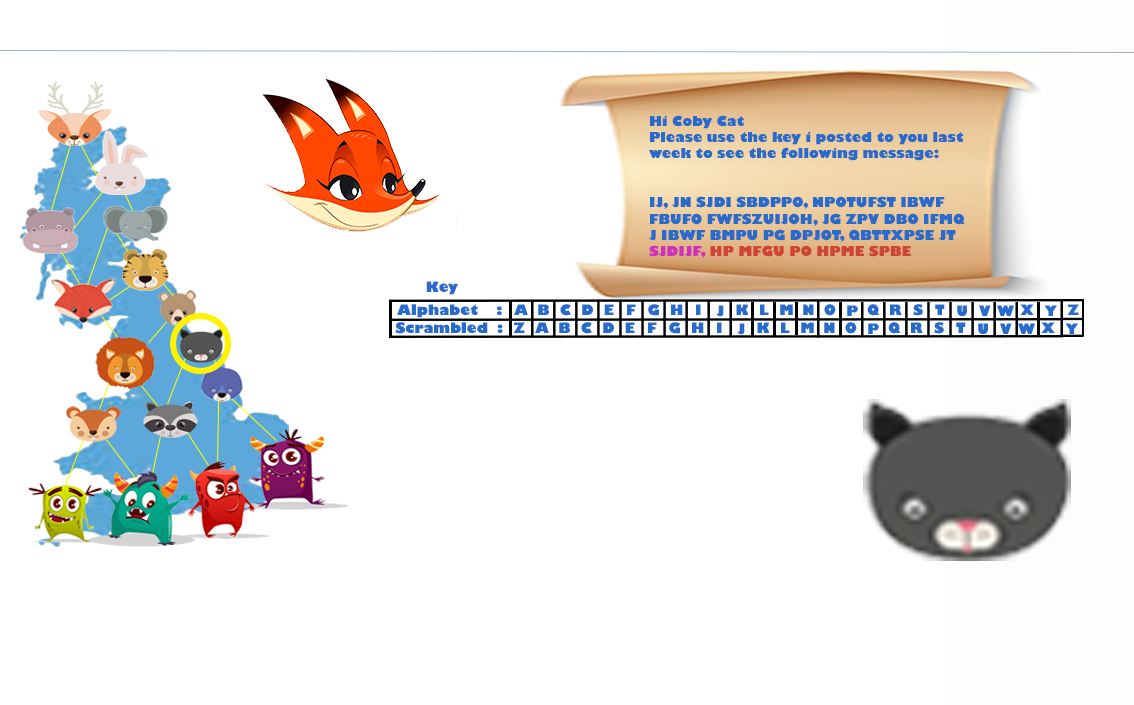 Hi Coby Cat
Please use the key i posted to you last
week to see the following message:
IJ, JN SJDI SBDPPO, NPOTUFST IBWF
FBUFO FWFSZUIJOH, JG ZPV DBO IFMQ
J IBWF BMPU PG DPJOT, QBTTXPSE JT
SJDIJF, HP MFGU PO HPME SPBE
Key
Alphabet : A B C D E F G H I J K L M N O P Q R S T U V W X Y Z
Scrambled : Z A B C D E F G H I J K L M N O P Q R S T U V W X Y